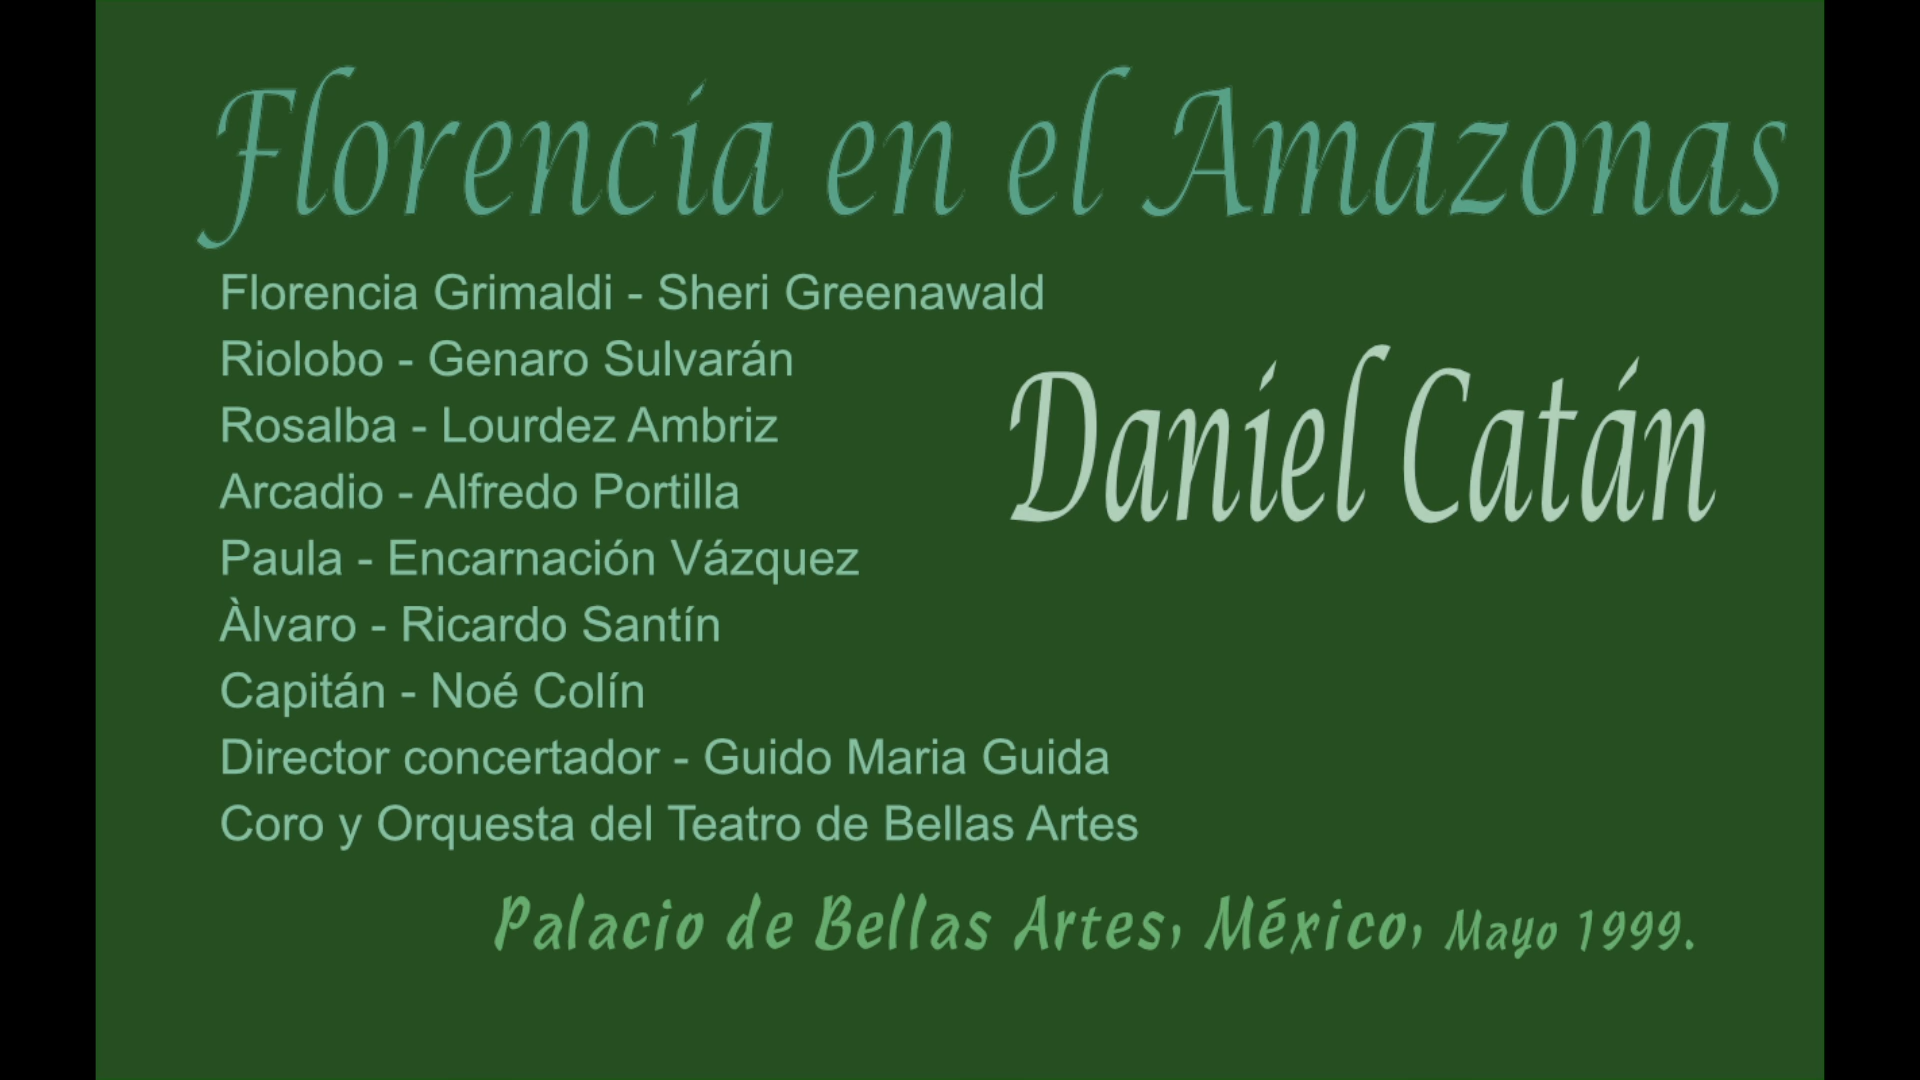 Florencia en el Amazonas
Florencia Grimaldi - Sheri Greenawald
Riolobo - Genaro Sulvarán
Rosalba - Lourdez Ambriz
Arcadio - Alfredo Portilla
Daniel Catán
Paula - Encarnación Vázquez
Àlvaro - Ricardo Santín
Capitán - Noé Colín
Director concertador - Guido Maria Guida
Coro y Orquesta del Teatro de Bellas Artes
Palacio de Bellas Artes, México, Mayo 1999.